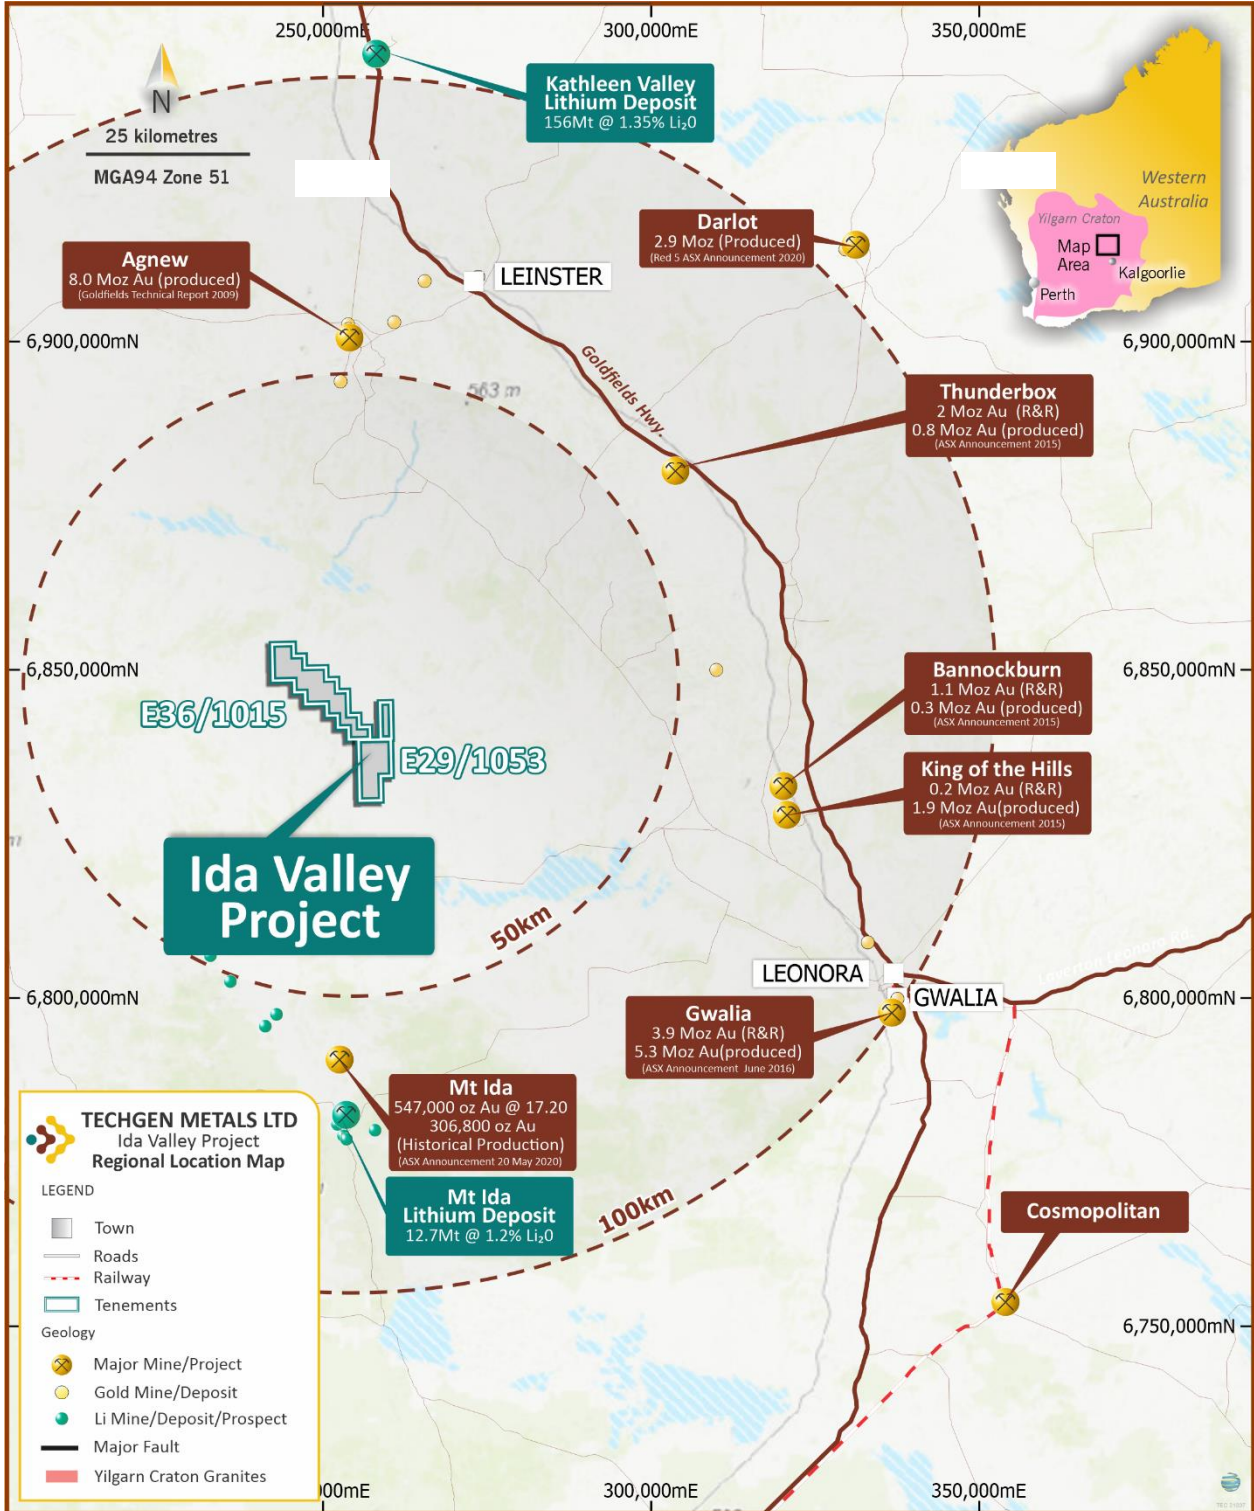 250,000mE
300,000mE
350,000mE
N
25 kilometres
MGA94 Zone 51
Kathleen Valley
Lithium Deposit
156Mt @ 1.35% Li₂0
Western
Australia
Yilgarn Craton
Map
Area
Kalgoorlie
Perth
Darlot
2.9 Moz (Produced)
(Red 5 ASX Announcement 2020)
Agnew
8.0 Moz Au (produced)
(Goldfields Technical Report 2009)
LEINSTER
6,900,000mN
6,900,000mN
Goldfields Hwy.
563 m
Thunderbox
2 Moz Au (R&R)
0.8 Moz Au (produced)
(ASX Announcement 2015)
6,850,000mN
6,850,000mN
E36/1015
E29/1053
Bannockburn
1.1 Moz Au (R&R)
0.3 Moz Au (produced)
(ASX Announcement 2015)
King of the Hills
0.2 Moz Au (R&R)
1.9 Moz Au(produced)
(ASX Announcement 2015)
Ida Valley
Project
50km
LEONORA
Laverton Leonora Rd.
GWALIA
6,800,000mN
6,800,000mN
Gwalia
3.9 Moz Au (R&R)
5.3 Moz Au(produced)
(ASX Announcement June 2016)
Mt Ida
547,000 oz Au @ 17.20
306,800 oz Au
(Historical Production)
(ASX Announcement 20 May 2020)
Mt Ida
Lithium Deposit
12.7Mt @ 1.2% Li₂0
100km
Cosmopolitan
6,750,000mN
TECHGEN METALS LTD
Ida Valley Project
Regional Location Map
LEGEND
Town
Roads
Railway
Tenements
Geology
Major Mine/Project
Gold Mine/Deposit
Li Mine/Deposit/Prospect
Major Fault
Yilgarn Craton Granites
000mE
300,000mE
350,000mE